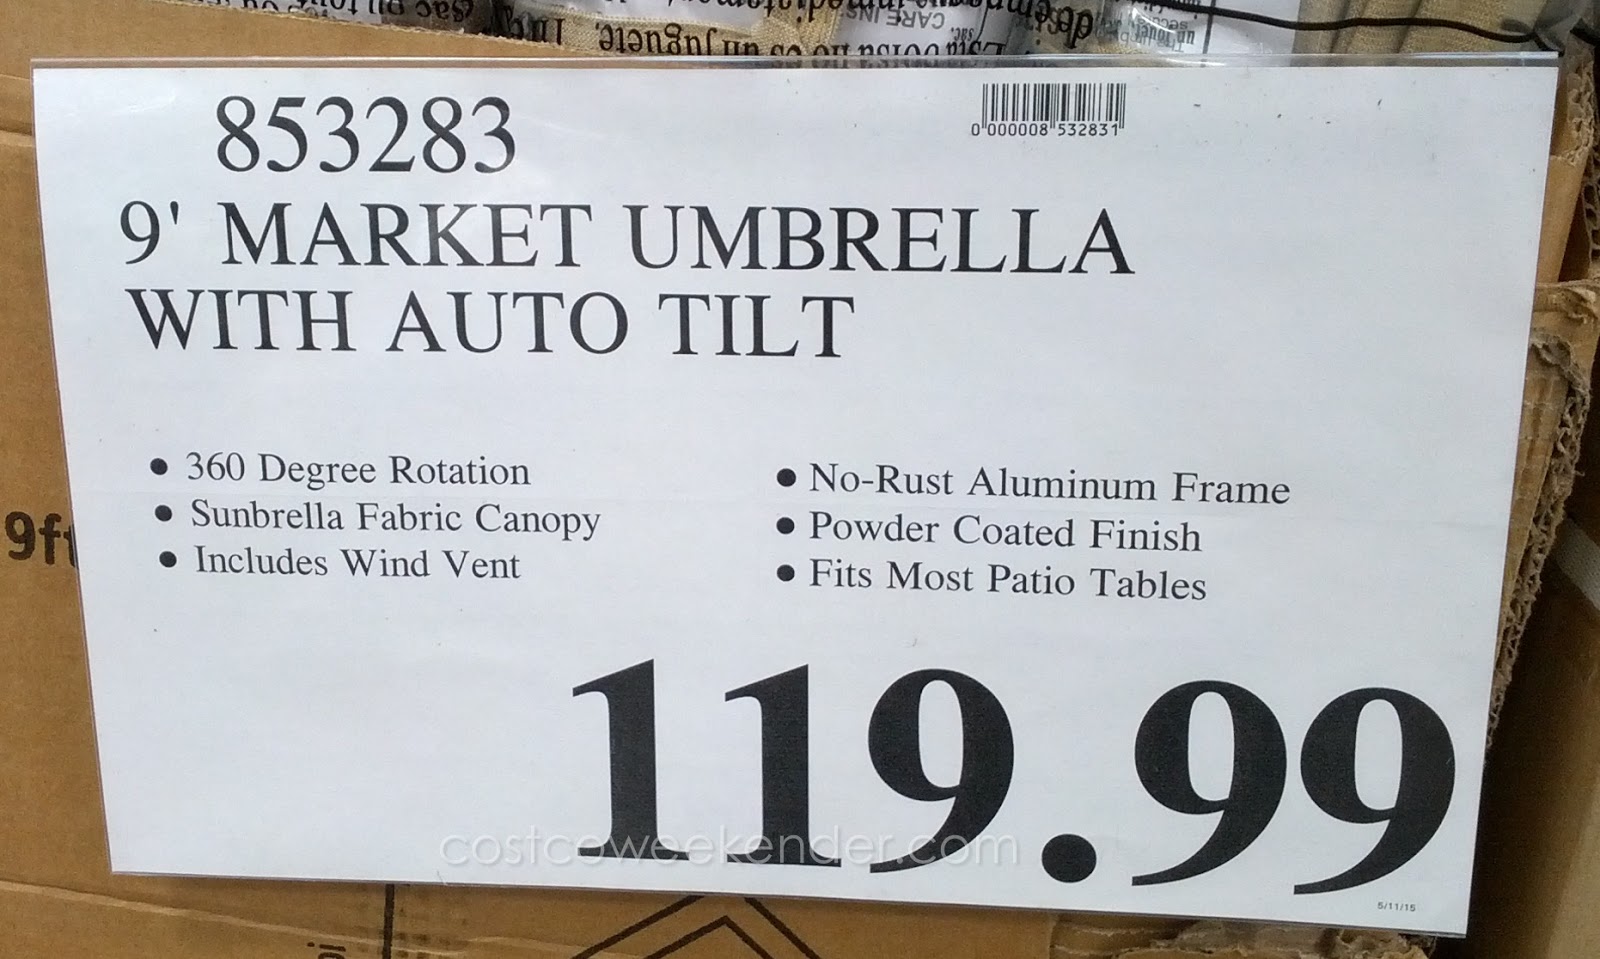 853283
0 000008 532831
9' MARKET UMBRELLA
WITH AUTO TILT
• 360 Degree Rotation
• Sunbrella Fabric Canopy
• Includes Wind Vent
• No-Rust Aluminum Frame
• Powder Coated Finish
• Fits Most Patio Tables
119.99
costcoweekender.com
5/11/15
9ft
CARE INS